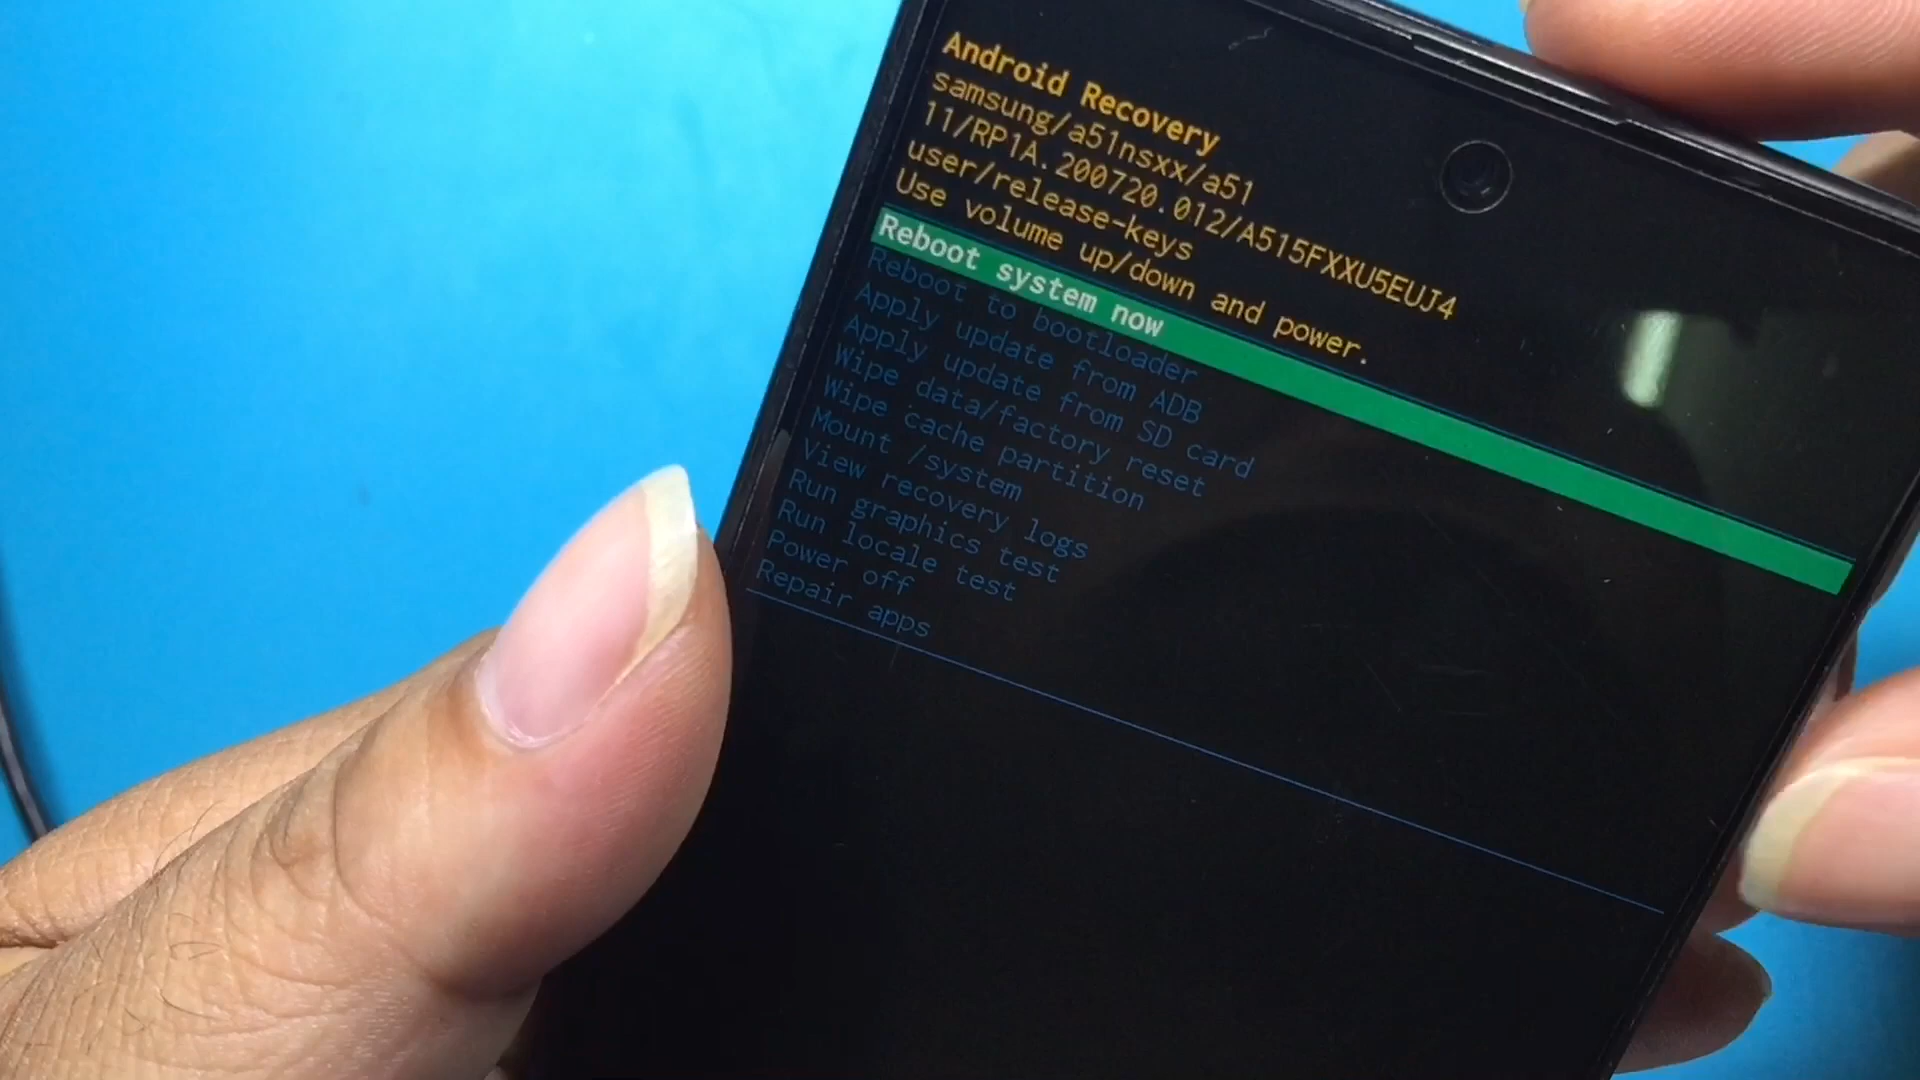 Android Recovery
samsung/a51nsxx/a51
11/RP1A.200720.012/A515FXXU5EUJ4
user/release-keys
Use volume up/down and power.
Reboot system now
Reboot to bootloader
Apply update from ADB
Apply update from SD card
Wipe data/factory reset
Wipe cache partition
Mount /system
View recovery logs
Run graphics test
Run locale test
Power off
Repair apps